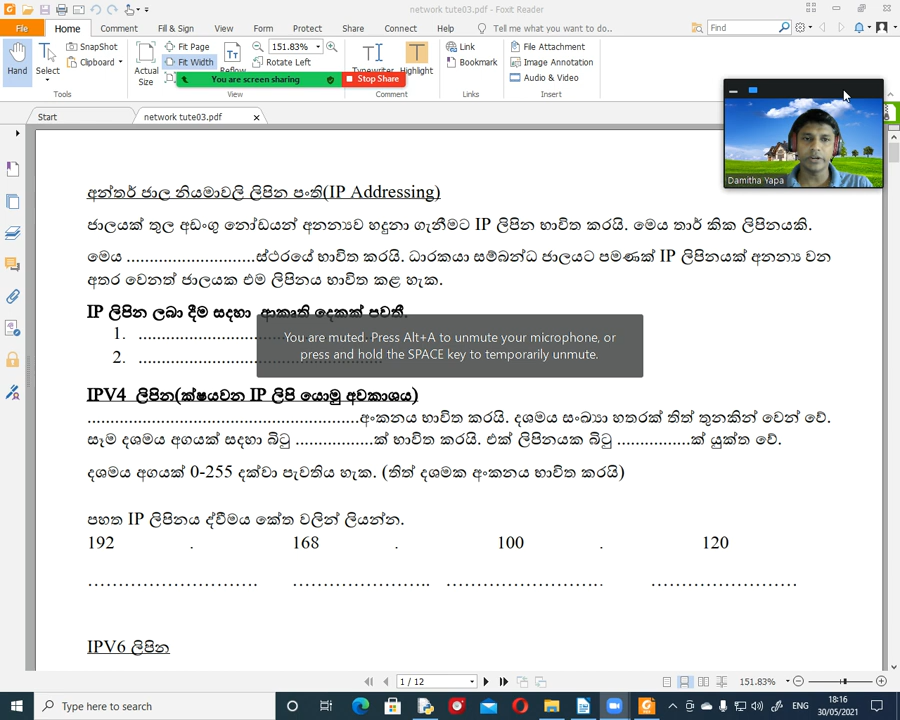 network tute03.pdf - Foxit Reader
File Home Comment Fill & Sign View Form Protect Share Connect Help Tell me what you want to do.. Find
Hand Select SnapShot Clipboard Actual Size Fit Page Fit Width Reflow 151.83% Rotate Left Typewriter Highlight Link Bookmark File Attachment Image Annotation Audio & Video
You are screen sharing Stop Share
Tools View Comment Links Insert
Start network tute03.pdf
Damitha Yapa
අන්තර් ජාල නියමාවලි ලිපින පංති(IP Addressing)
ජාලයක් තුල අඩංගු නෝඩයන් අනන්‍යව හදුනා ගැනීමට IP ලිපින භාවිත කරයි. මෙය තාර් කික ලිපිනයකි.
මෙය ............................ස්ථරයේ භාවිත කරයි. ධාරකයා සම්බන්ධ ජාලයට පමණක් IP ලිපිනයක් අනන්‍ය වන
අතර වෙනත් ජාලයක එම ලිපිනය භාවිත කළ හැක.
IP ලිපින ලබා දීම සදහා ආකෘති දෙකක් පවතී.
1. ................................
2. ................................
You are muted. Press Alt+A to unmute your microphone, or
press and hold the SPACE key to temporarily unmute.
IPV4 ලිපින(ක්ෂයවන IP ලිපි යොමු අවකාශය)
...........................................................අංකනය භාවිත කරයි. දශමය සංඛ්‍යා හතරක් තිත් තුනකින් වෙන් වේ.
සෑම දශමය අගයක් සදහා බිටු .................ක් භාවිත කරයි. එක් ලිපිනයක බිටු ................ක් යුක්ත වේ.
දශමය අගයක් 0-255 දක්වා පැවතිය හැක. (තිත් දශමක අංකනය භාවිත කරයි)
පහත IP ලිපිනය ද්වීමය කේත වලින් ලියන්න.
192 . 168 . 100 . 120
............................ ........................ ........................... .........................
IPV6 ලිපින
1 / 12 151.83%
Type here to search ENG 18:16 30/05/2021